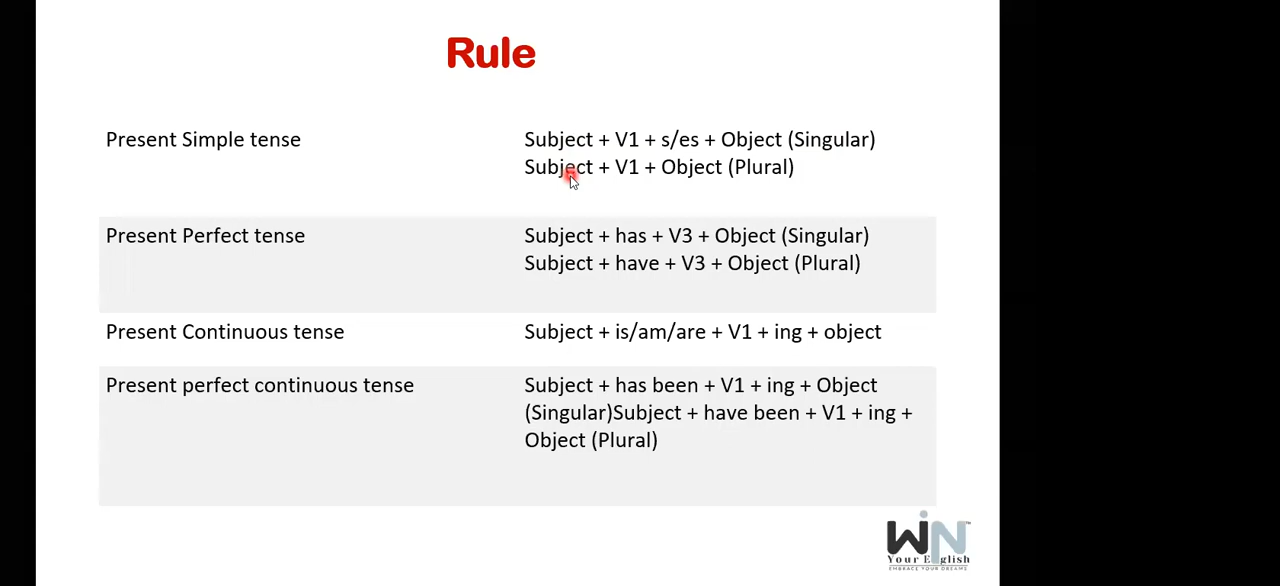 Rule
Present Simple tense
Subject + V1 + s/es + Object (Singular)
Subject + V1 + Object (Plural)
Present Perfect tense
Subject + has + V3 + Object (Singular)
Subject + have + V3 + Object (Plural)
Present Continuous tense
Subject + is/am/are + V1 + ing + object
Present perfect continuous tense
Subject + has been + V1 + ing + Object
(Singular)Subject + have been + V1 + ing +
Object (Plural)
WiN
Your English
EMBRACE YOUR DREAMS